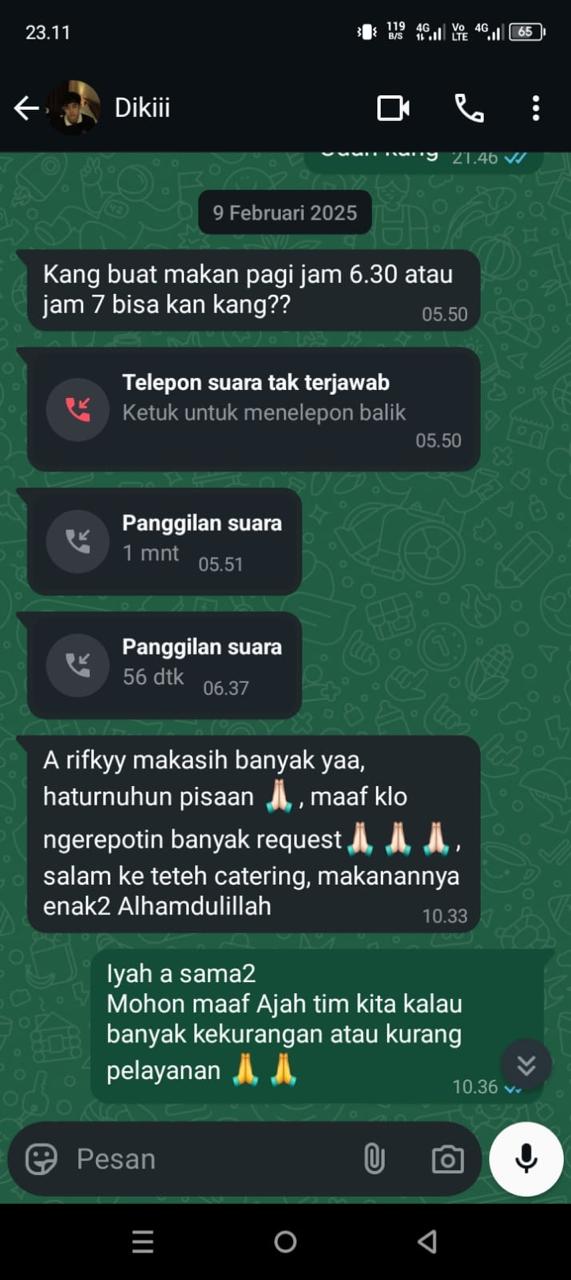 23.11
119 B/S 4G Vo LTE 4G 65
Dikiii
21.46
9 Februari 2025
Kang buat makan pagi jam 6.30 atau
jam 7 bisa kan kang??
05.50
Telepon suara tak terjawab
Ketuk untuk menelepon balik
05.50
Panggilan suara
1 mnt 05.51
Panggilan suara
56 dtk 06.37
A rifkyy makasih banyak yaa,
haturnuhun pisaan 🙏🏻, maaf klo
ngerepotin banyak request🙏🏻🙏🏻🙏🏻,
salam ke teteh catering, makanannya
enak2 Alhamdulillah
10.33
Iyah a sama2
Mohon maaf Ajah tim kita kalau
banyak kekurangan atau kurang
pelayanan 🙏🙏
10.36
Pesan